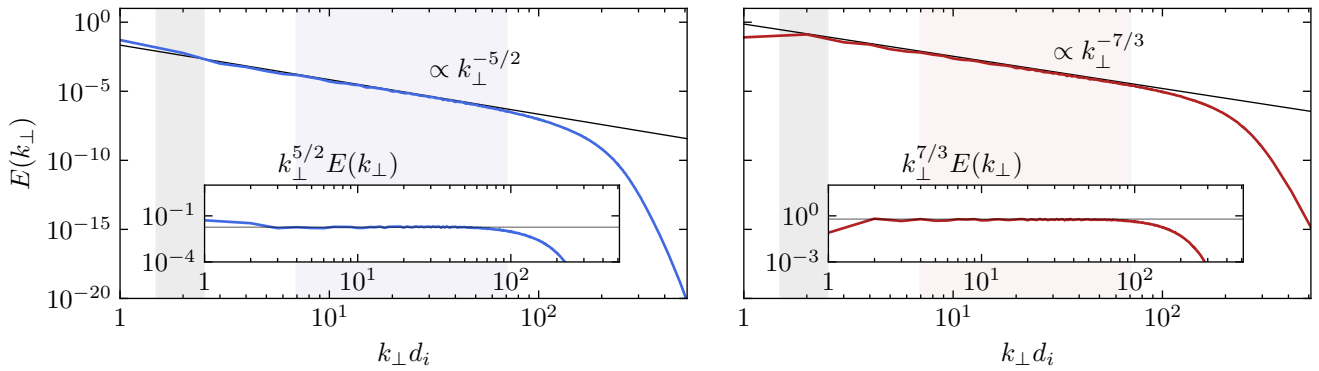 10^0
10^{-5}
10^{-10}
10^{-15}
10^{-20}
E(k_⊥)
∝ k_⊥^{-5/2}
k_⊥^{5/2} E(k_⊥)
10^{-1}
10^{-4}
1 10^1 10^2
1 10^1 10^2
k_⊥ d_i
∝ k_⊥^{-7/3}
k_⊥^{7/3} E(k_⊥)
10^0
10^{-3}
1 10^1 10^2
1 10^1 10^2
k_⊥ d_i